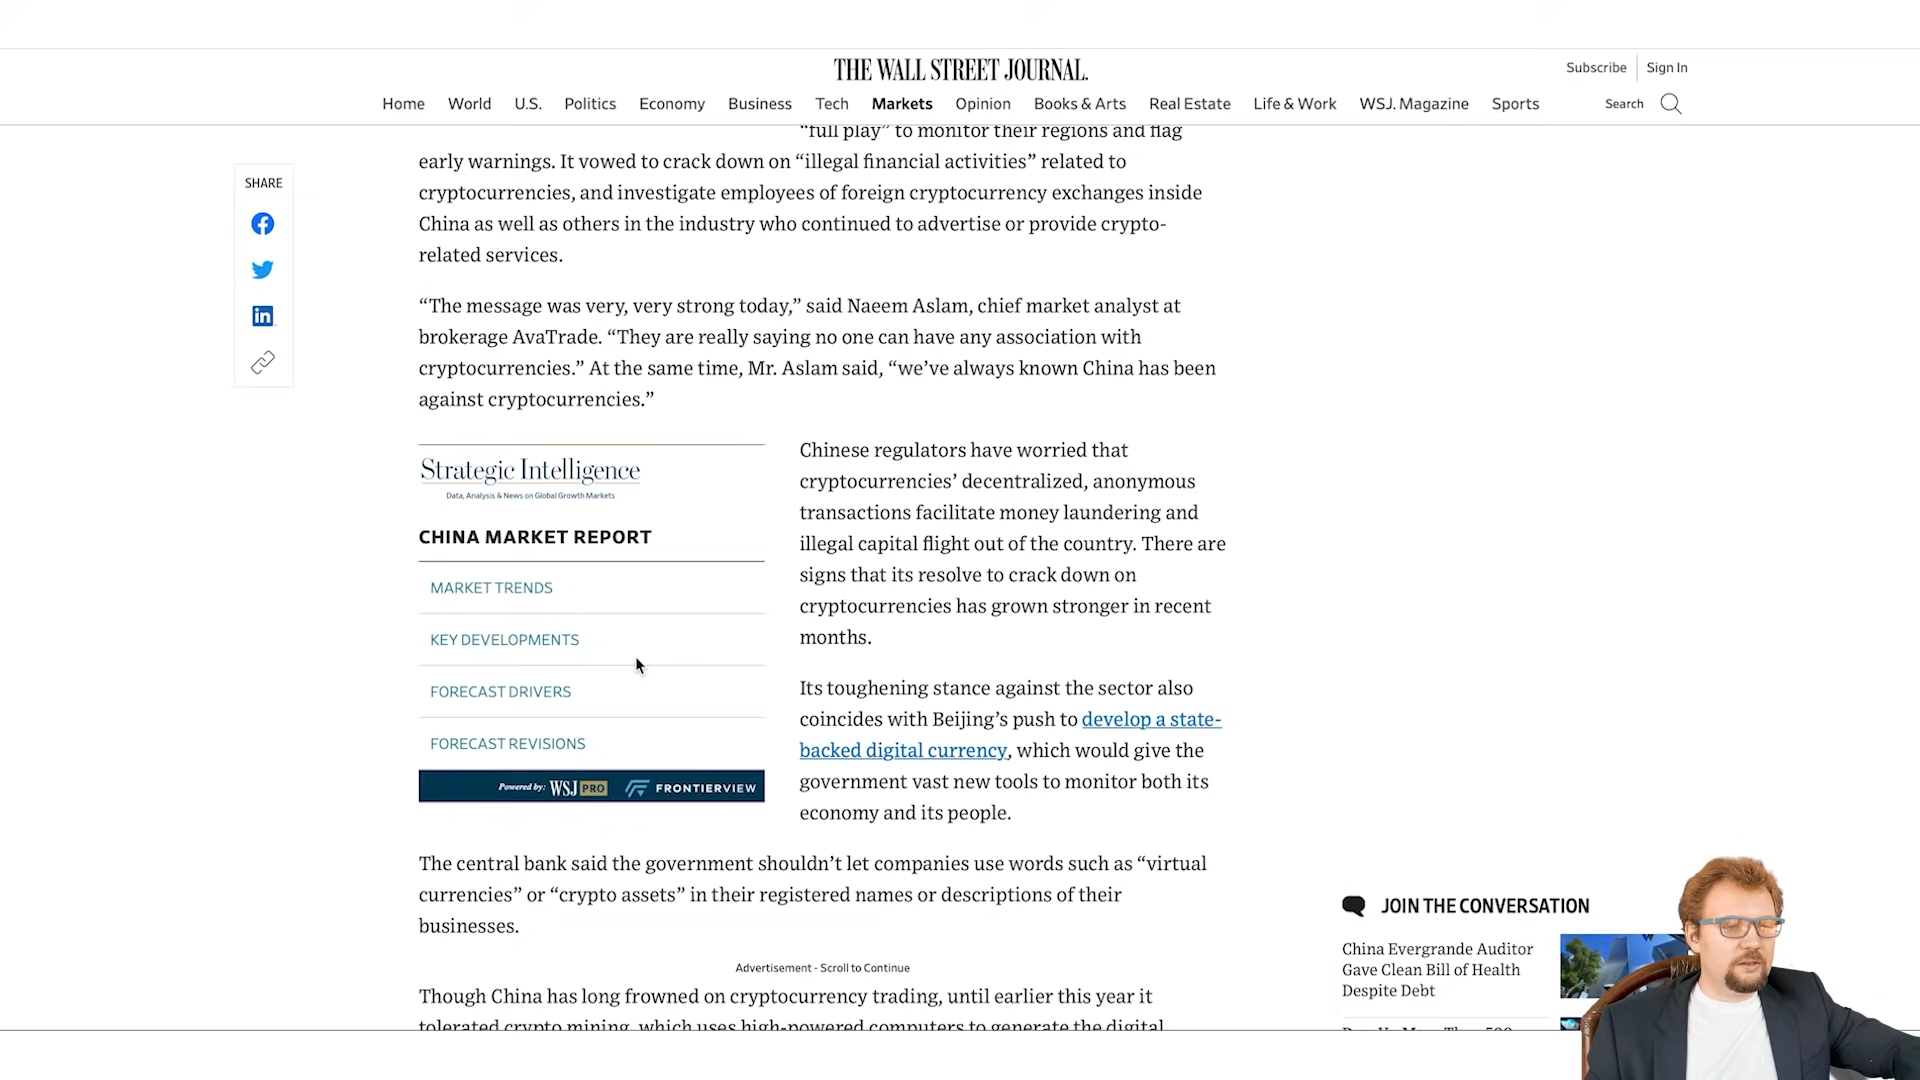 THE WALL STREET JOURNAL.
Subscribe
Sign In
Home World U.S. Politics Economy Business Tech Markets Opinion Books & Arts Real Estate Life & Work WSJ. Magazine Sports
Search
SHARE
“full play” to monitor their regions and flag
early warnings. It vowed to crack down on “illegal financial activities” related to
cryptocurrencies, and investigate employees of foreign cryptocurrency exchanges inside
China as well as others in the industry who continued to advertise or provide crypto-
related services.
“The message was very, very strong today,” said Naeem Aslam, chief market analyst at
brokerage AvaTrade. “They are really saying no one can have any association with
cryptocurrencies.” At the same time, Mr. Aslam said, “we’ve always known China has been
against cryptocurrencies.”
Strategic Intelligence
Data, Analysis & News on Global Growth Markets
CHINA MARKET REPORT
MARKET TRENDS
KEY DEVELOPMENTS
FORECAST DRIVERS
FORECAST REVISIONS
Powered by: WSJ PRO FRONTIERVIEW
Chinese regulators have worried that
cryptocurrencies’ decentralized, anonymous
transactions facilitate money laundering and
illegal capital flight out of the country. There are
signs that its resolve to crack down on
cryptocurrencies has grown stronger in recent
months.
Its toughening stance against the sector also
coincides with Beijing’s push to develop a state-
backed digital currency, which would give the
government vast new tools to monitor both its
economy and its people.
The central bank said the government shouldn’t let companies use words such as “virtual
currencies” or “crypto assets” in their registered names or descriptions of their
businesses.
Advertisement - Scroll to Continue
Though China has long frowned on cryptocurrency trading, until earlier this year it
tolerated crypto mining, which uses high-powered computers to generate the digital
JOIN THE CONVERSATION
China Evergrande Auditor
Gave Clean Bill of Health
Despite Debt